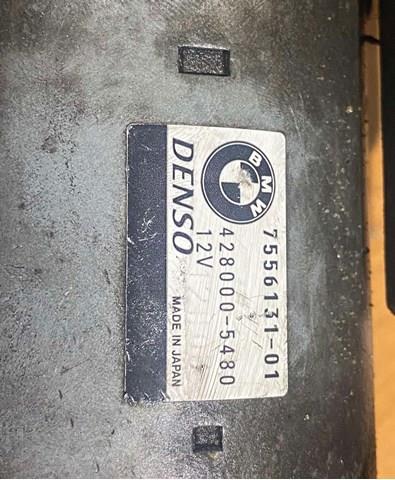 BMW
7556131-01
428000-5480
12V
DENSO MADE IN JAPAN